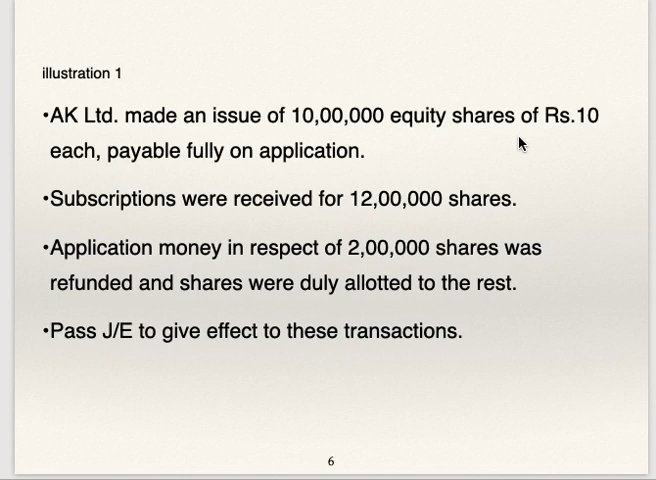 illustration 1
•AK Ltd. made an issue of 10,00,000 equity shares of Rs.10
each, payable fully on application.
•Subscriptions were received for 12,00,000 shares.
•Application money in respect of 2,00,000 shares was
refunded and shares were duly allotted to the rest.
•Pass J/E to give effect to these transactions.
6